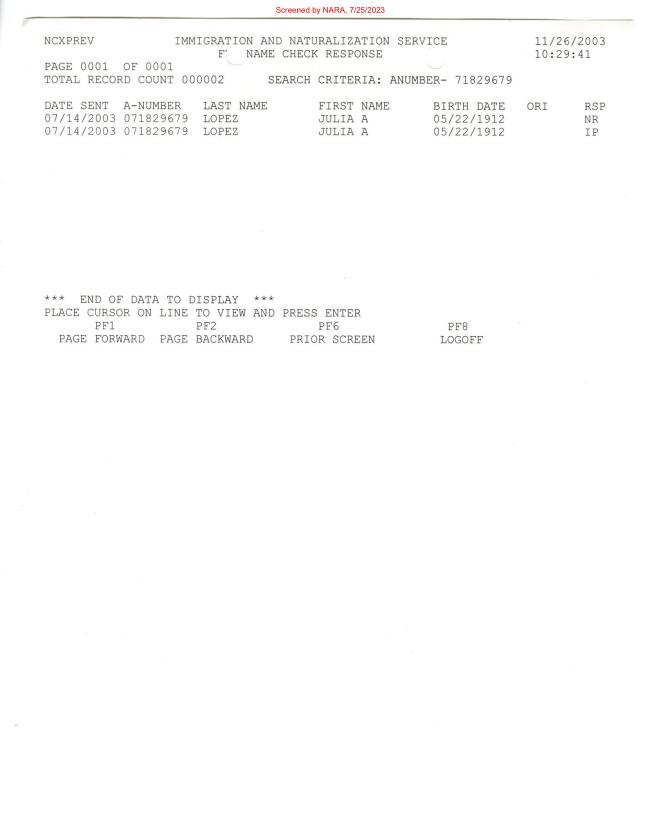 Screened by NARA, 7/25/2023
NCXPREV IMMIGRATION AND NATURALIZATION SERVICE 11/26/2003
NAME CHECK RESPONSE 10:29:41
PAGE 0001 OF 0001
TOTAL RECORD COUNT 000002 SEARCH CRITERIA: ANUMBER- 71829679
DATE SENT A-NUMBER LAST NAME FIRST NAME BIRTH DATE ORI RSP
07/14/2003 071829679 LOPEZ JULIA A 05/22/1912 NR
07/14/2003 071829679 LOPEZ JULIA A 05/22/1912 IP
*** END OF DATA TO DISPLAY ***
PLACE CURSOR ON LINE TO VIEW AND PRESS ENTER
PF1 PF2 PF6 PF8
PAGE FORWARD PAGE BACKWARD PRIOR SCREEN LOGOFF